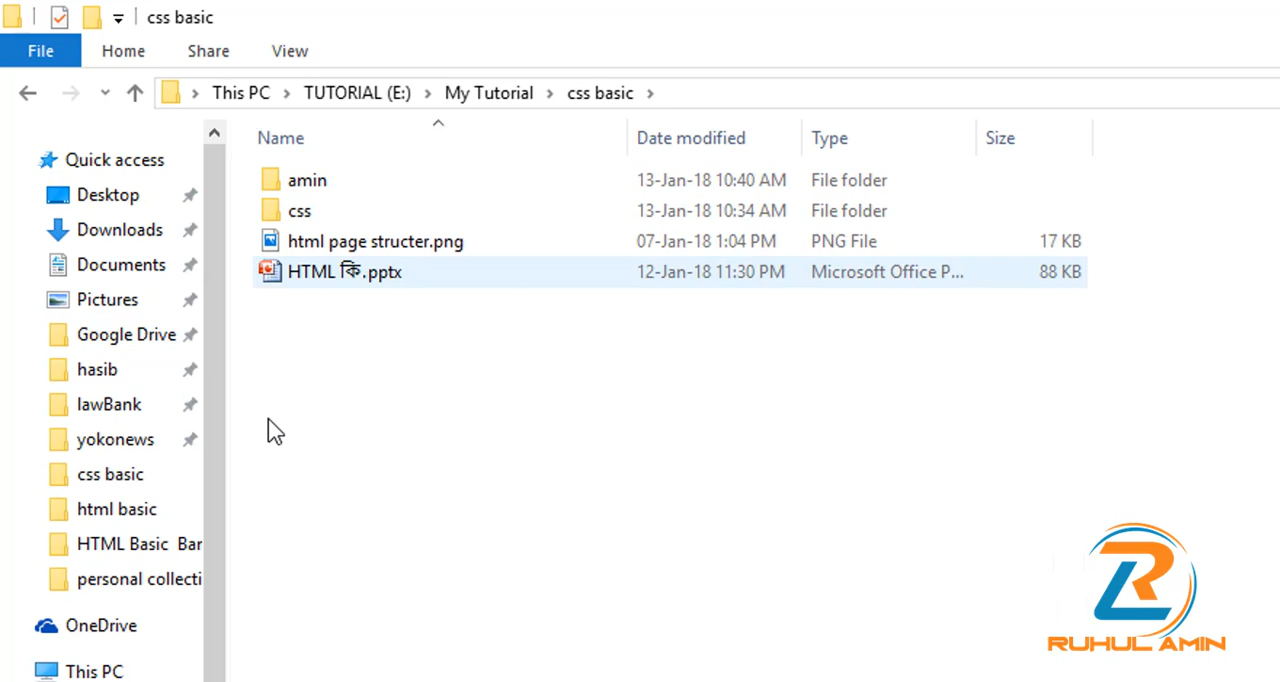 css basic
File Home Share View
This PC > TUTORIAL (E:) > My Tutorial > css basic >
Name Date modified Type Size
Quick access
amin 13-Jan-18 10:40 AM File folder
Desktop
css 13-Jan-18 10:34 AM File folder
Downloads
html page structer.png 07-Jan-18 1:04 PM PNG File 17 KB
Documents
HTML কি.pptx 12-Jan-18 11:30 PM Microsoft Office P... 88 KB
Pictures
Google Drive
hasib
lawBank
yokonews
css basic
html basic
HTML Basic Bar
personal collecti
OneDrive
This PC
RUHUL AMIN